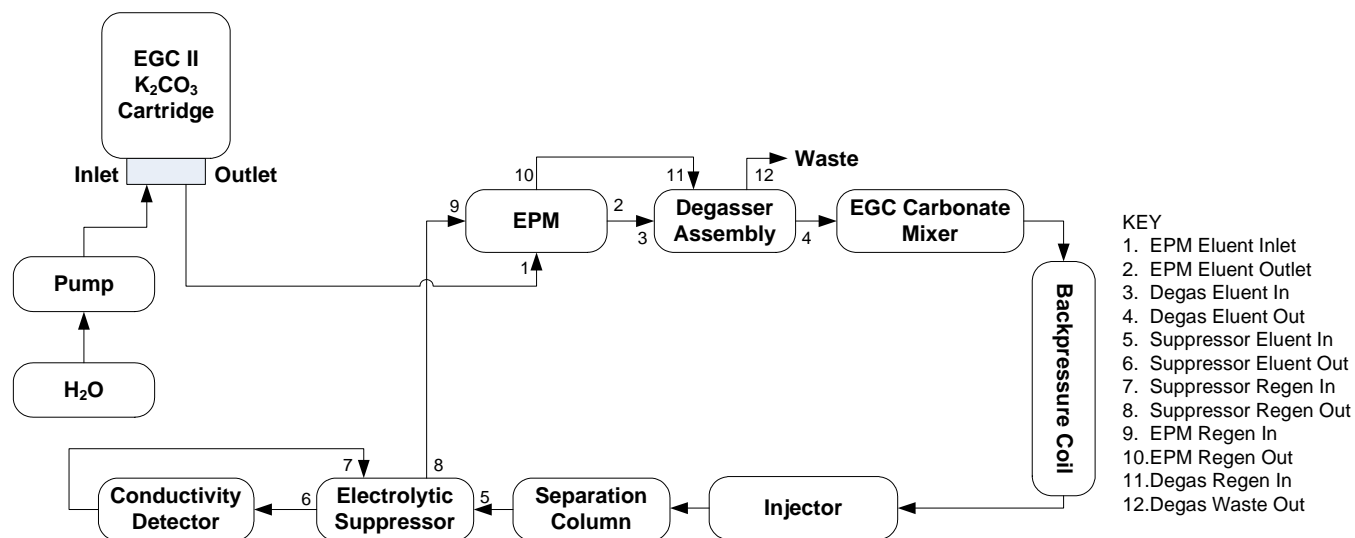 EGC II
K₂CO₃
Cartridge
Inlet
Outlet
Pump
H₂O
9
10
EPM
1
2
3
11
Degasser
Assembly
12
Waste
4
EGC Carbonate
Mixer
Backpressure Coil
Injector
Separation
Column
5
Electrolytic
Suppressor
7
8
6
Conductivity
Detector
KEY
1. EPM Eluent Inlet
2. EPM Eluent Outlet
3. Degas Eluent In
4. Degas Eluent Out
5. Suppressor Eluent In
6. Suppressor Eluent Out
7. Suppressor Regen In
8. Suppressor Regen Out
9. EPM Regen In
10.EPM Regen Out
11.Degas Regen In
12.Degas Waste Out